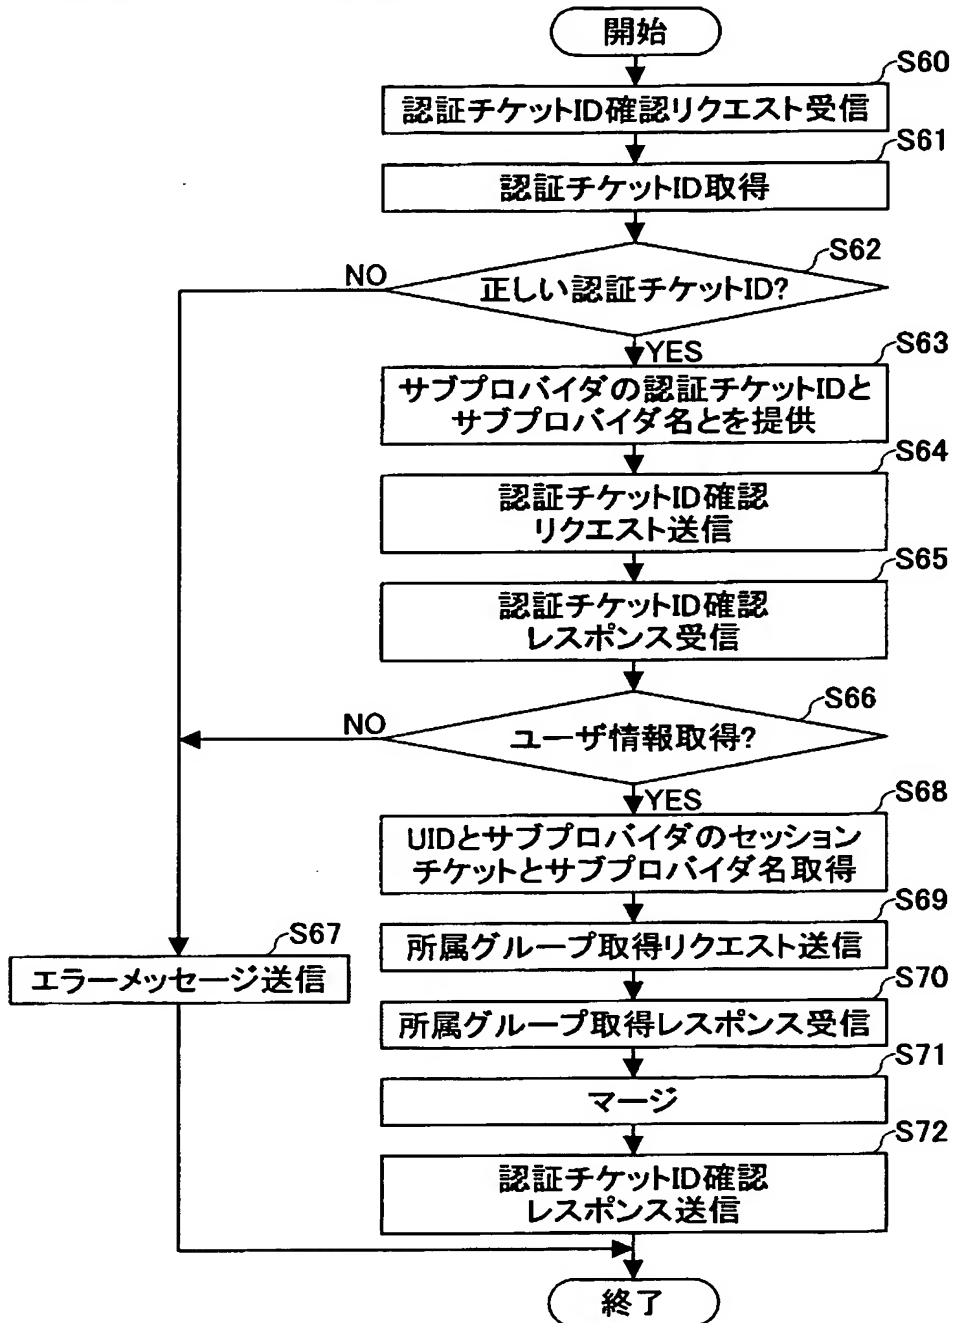 開始
S60
認証チケットID確認リクエスト受信
S61
認証チケットID取得
S62
正しい認証チケットID?
NO
YES
S63
サブプロバイダの認証チケットIDと
サブプロバイダ名とを提供
S64
認証チケットID確認
リクエスト送信
S65
認証チケットID確認
レスポンス受信
S66
ユーザ情報取得?
NO
YES
S68
UIDとサブプロバイダのセッション
チケットとサブプロバイダ名取得
S69
所属グループ取得リクエスト送信
S67
エラーメッセージ送信
S70
所属グループ取得レスポンス受信
S71
マージ
S72
認証チケットID確認
レスポンス送信
終了